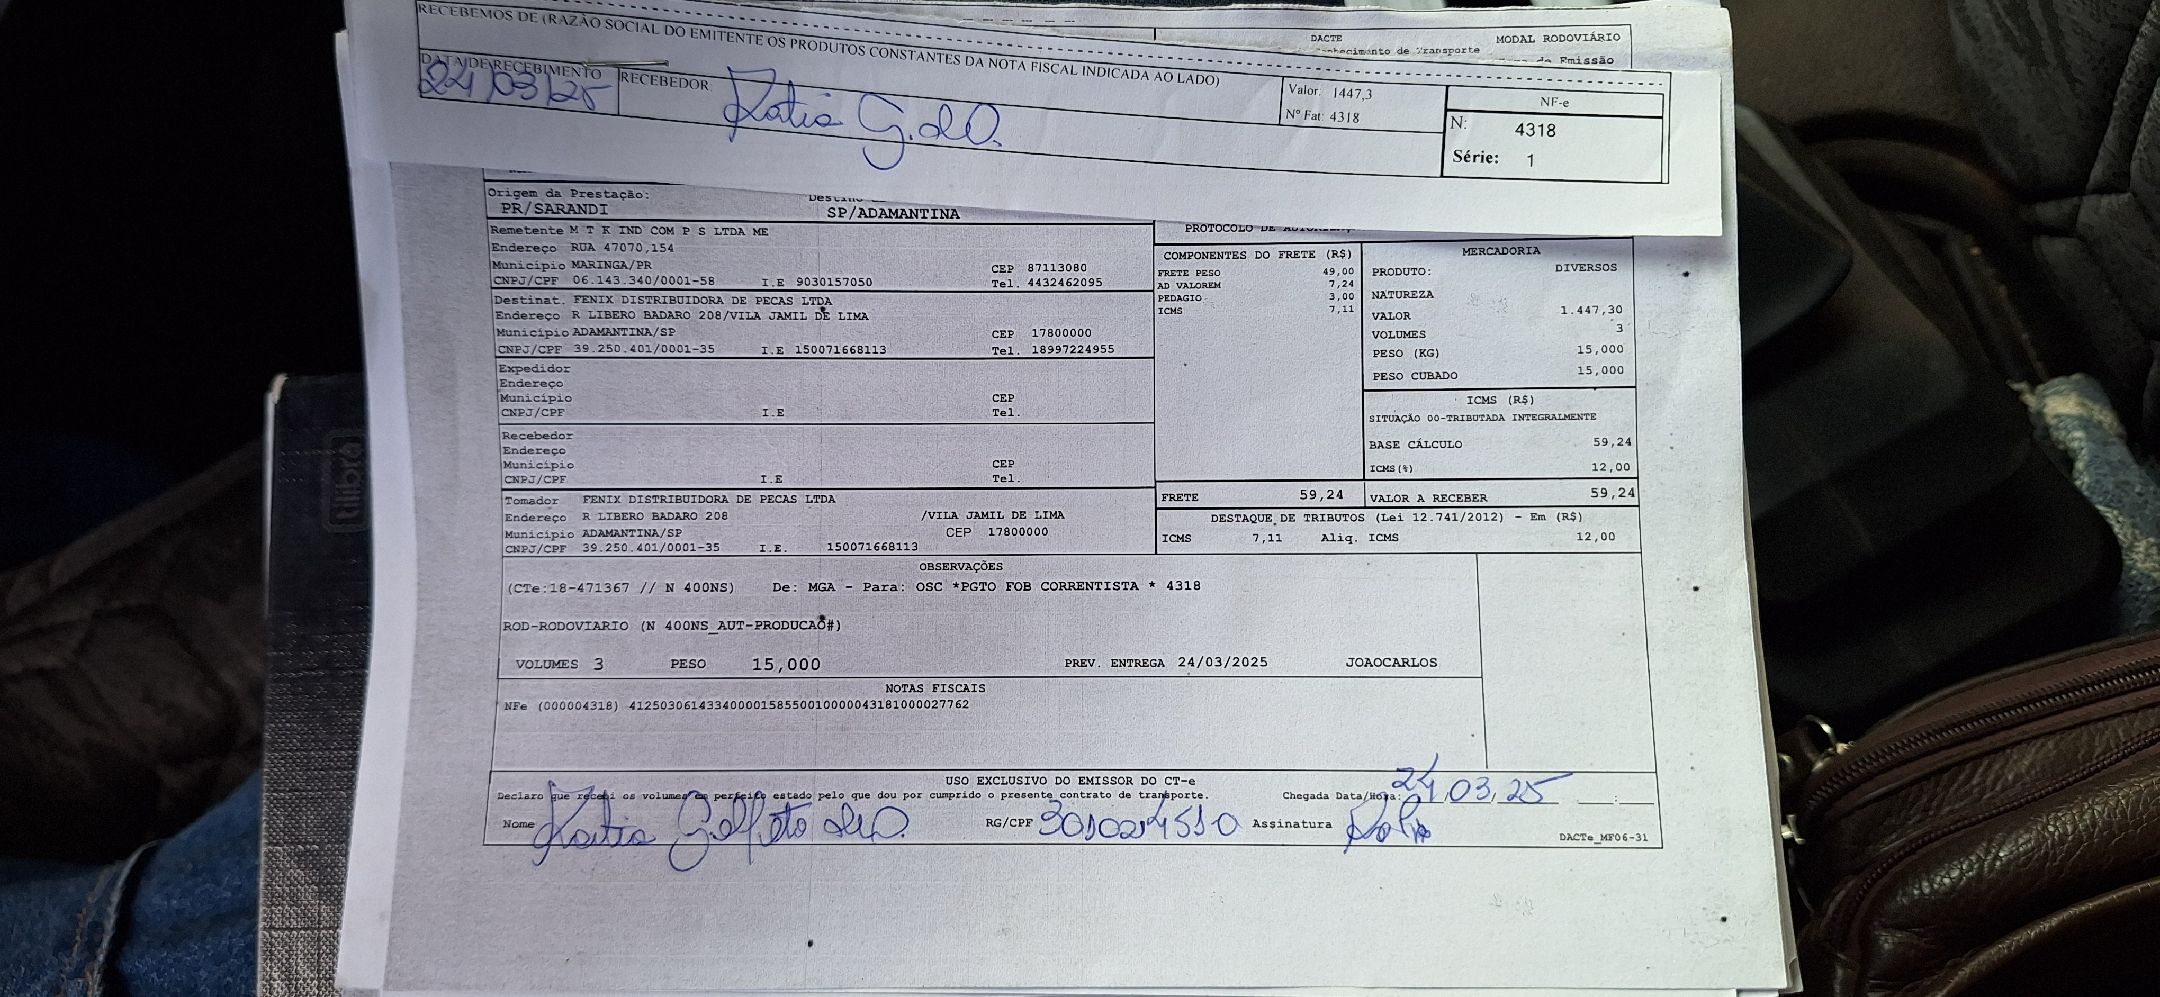 RECEBEMOS DE (RAZÃO SOCIAL DO EMITENTE OS PRODUTOS CONSTANTES DA NOTA FISCAL INDICADA AO LADO)
DATA DE RECEBIMENTO
24/03/25
RECEBEDOR
Katia G. d O.
Valor: 1447,3
Nº Fat: 4318
NF-e
N: 4318
Série: 1
DACTE
MODAL RODOVIÁRIO
de Transporte
Emissão
Origem da Prestação:
PR/SARANDI
SP/ADAMANTINA
Remetente M T K IND COM P S LTDA ME
Endereço RUA 47070,154
Município MARINGA/PR CEP 87113080
CNPJ/CPF 06.143.340/0001-58 I.E 9030157050 Tel. 4432462095
Destinat. FENIX DISTRIBUIDORA DE PECAS LTDA
Endereço R LIBERO BADARO 208/VILA JAMIL DE LIMA
Município ADAMANTINA/SP CEP 17800000
CNPJ/CPF 39.250.401/0001-35 I.E 150071668113 Tel. 18997224955
Expedidor
Endereço
Município CEP
CNPJ/CPF I.E Tel.
Recebedor
Endereço
Município CEP
CNPJ/CPF I.E Tel.
Tomador FENIX DISTRIBUIDORA DE PECAS LTDA
Endereço R LIBERO BADARO 208 /VILA JAMIL DE LIMA
Município ADAMANTINA/SP CEP 17800000
CNPJ/CPF 39.250.401/0001-35 I.E. 150071668113
PROTOCOLO DE
COMPONENTES DO FRETE (R$)
FRETE PESO 49,00
AD VALOREM 7,24
PEDAGIO 3,00
ICMS 7,11
MERCADORIA
PRODUTO: DIVERSOS
NATUREZA
VALOR 1.447,30
VOLUMES 3
PESO (KG) 15,000
PESO CUBADO 15,000
ICMS (R$)
SITUAÇÃO 00-TRIBUTADA INTEGRALMENTE
BASE CÁLCULO 59,24
ICMS(%) 12,00
FRETE 59,24 VALOR A RECEBER 59,24
DESTAQUE DE TRIBUTOS (Lei 12.741/2012) - Em (R$)
ICMS 7,11 Aliq. ICMS 12,00
OBSERVAÇÕES
(CTe:18-471367 // N 400NS) De: MGA - Para: OSC *PGTO FOB CORRENTISTA * 4318
ROD-RODOVIARIO (N 400NS_AUT-PRODUCAO#)
VOLUMES 3 PESO 15,000 PREV. ENTREGA 24/03/2025 JOAOCARLOS
NOTAS FISCAIS
NFe (000004318) 41250306143340000158550010000043181000027762
USO EXCLUSIVO DO EMISSOR DO CT-e
Declaro que recebi os volumes em perfeito estado pelo que dou por cumprido o presente contrato de transporte. Chegada Data/Hora: 24/03/25 __:__
Nome Katia RG/CPF 301024510 Assinatura Katia
DACTe_MF06-31
tilibra